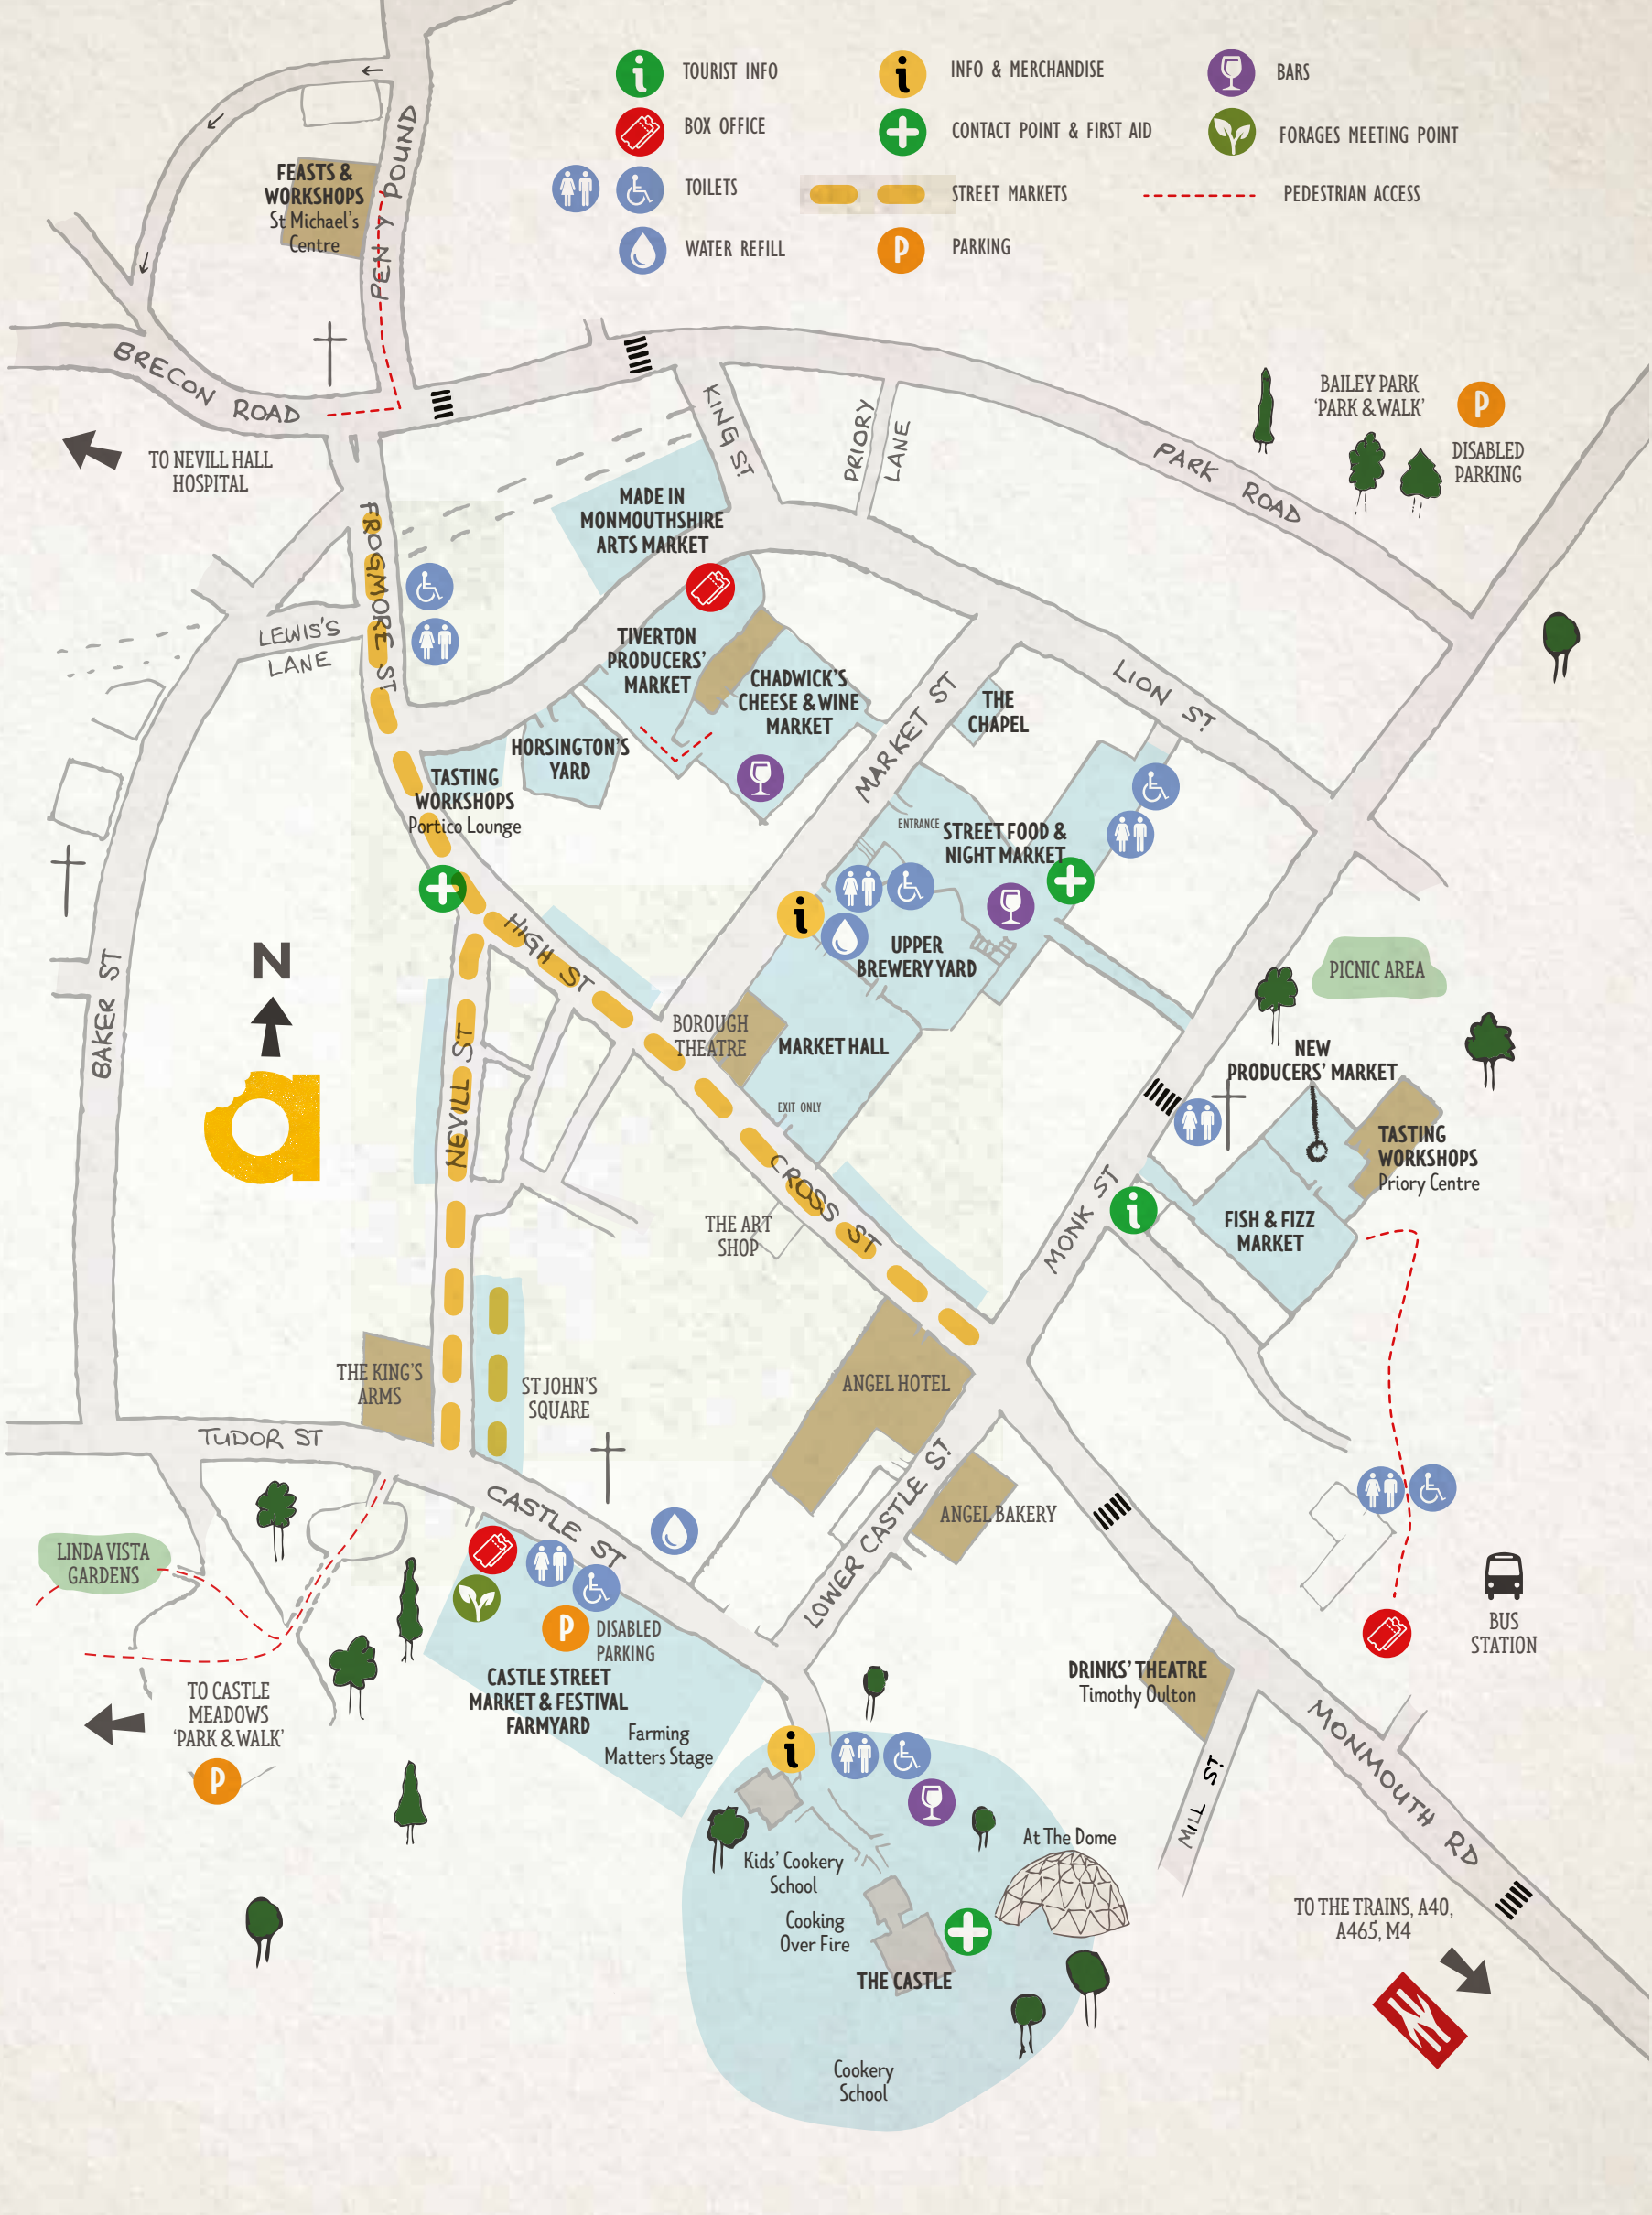 TOURIST INFO
INFO & MERCHANDISE
BARS
BOX OFFICE
CONTACT POINT & FIRST AID
FORAGES MEETING POINT
TOILETS
STREET MARKETS
PEDESTRIAN ACCESS
WATER REFILL
P
PARKING
FEASTS &
WORKSHOPS
St Michael's
Centre
PEN Y POUND
BRECON ROAD
TO NEVILL HALL
HOSPITAL
KING ST
PRIORY
LANE
PARK ROAD
BAILEY PARK
'PARK & WALK'
P
DISABLED
PARKING
MADE IN
MONMOUTHSHIRE
ARTS MARKET
FROGMORE ST
LEWIS'S
LANE
TIVERTON
PRODUCERS'
MARKET
CHADWICK'S
CHEESE & WINE
MARKET
HORSINGTON'S
YARD
TASTING
WORKSHOPS
Portico Lounge
MARKET ST
THE
CHAPEL
LION ST
ENTRANCE
STREET FOOD &
NIGHT MARKET
UPPER
BREWERY YARD
HIGH ST
BAKER ST
N
a
NEVILL ST
BOROUGH
THEATRE
MARKET HALL
EXIT ONLY
CROSS ST
THE ART
SHOP
PICNIC AREA
NEW
PRODUCERS' MARKET
TASTING
WORKSHOPS
Priory Centre
MONK ST
FISH & FIZZ
MARKET
THE KING'S
ARMS
ST JOHN'S
SQUARE
ANGEL HOTEL
TUDOR ST
CASTLE ST
LOWER CASTLE ST
ANGEL BAKERY
LINDA VISTA
GARDENS
P
DISABLED
PARKING
CASTLE STREET
MARKET & FESTIVAL
FARMYARD
Farming
Matters Stage
TO CASTLE
MEADOWS
'PARK & WALK'
P
BUS
STATION
DRINKS' THEATRE
Timothy Oulton
MILL ST.
MONMOUTH RD
At The Dome
Kids' Cookery
School
Cooking
Over Fire
THE CASTLE
Cookery
School
TO THE TRAINS, A40,
A465, M4